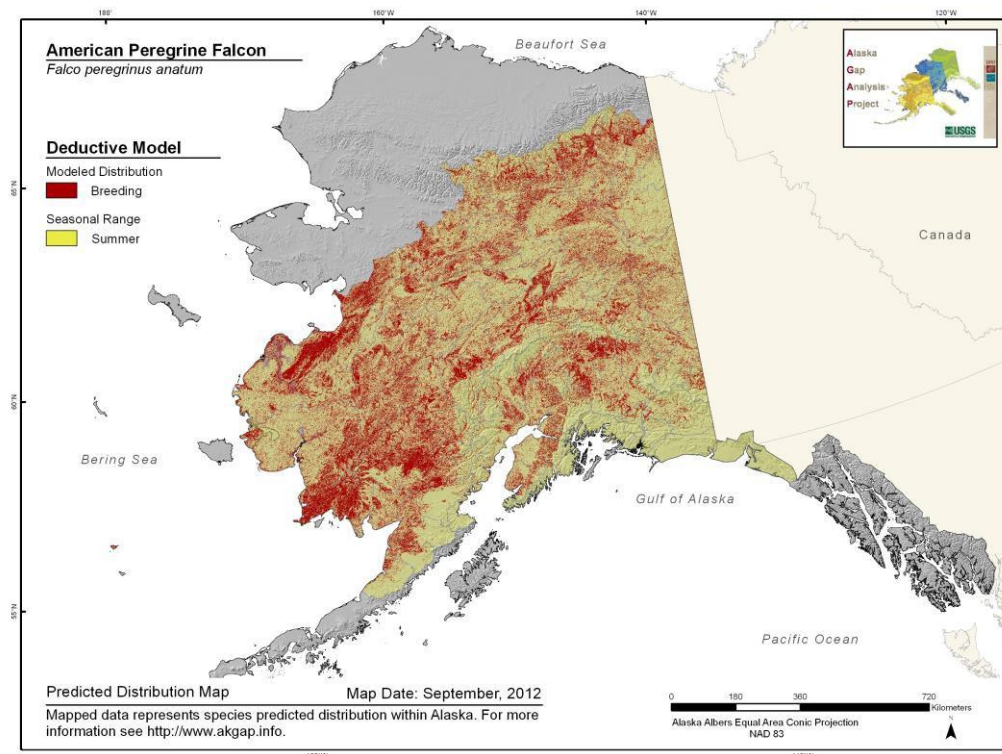 180°
160°W
140°W
120°W
American Peregrine Falcon
Falco peregrinus anatum
Beaufort Sea
Alaska
Gap
Analysis
Project
USGS
Deductive Model
Modeled Distribution
Breeding
Seasonal Range
Summer
65°N
Canada
60°N
Bering Sea
Gulf of Alaska
55°N
Pacific Ocean
Predicted Distribution Map
Map Date: September, 2012
Mapped data represents species predicted distribution within Alaska. For more
information see http://www.akgap.info.
0 180 360 720
Kilometers
Alaska Albers Equal Area Conic Projection
NAD 83
N